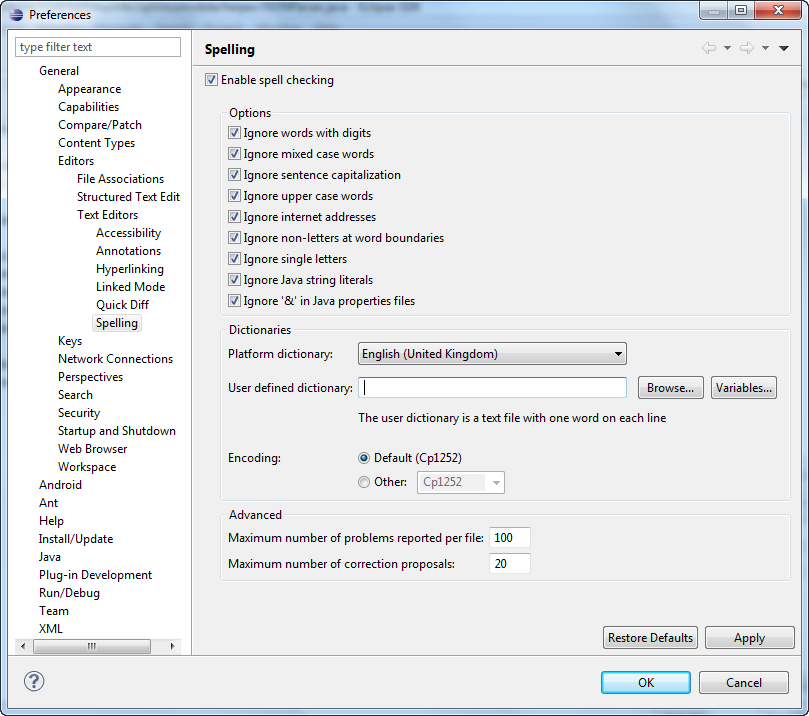 Preferences
type filter text
General
Appearance
Capabilities
Compare/Patch
Content Types
Editors
File Associations
Structured Text Edit
Text Editors
Accessibility
Annotations
Hyperlinking
Linked Mode
Quick Diff
Spelling
Keys
Network Connections
Perspectives
Search
Security
Startup and Shutdown
Web Browser
Workspace
Android
Ant
Help
Install/Update
Java
Plug-in Development
Run/Debug
Team
XML
Spelling
Enable spell checking
Options
Ignore words with digits
Ignore mixed case words
Ignore sentence capitalization
Ignore upper case words
Ignore internet addresses
Ignore non-letters at word boundaries
Ignore single letters
Ignore Java string literals
Ignore '&' in Java properties files
Dictionaries
Platform dictionary: English (United Kingdom)
User defined dictionary: Browse... Variables...
The user dictionary is a text file with one word on each line
Encoding: Default (Cp1252)
Other: Cp1252
Advanced
Maximum number of problems reported per file: 100
Maximum number of correction proposals: 20
Restore Defaults Apply
? OK Cancel